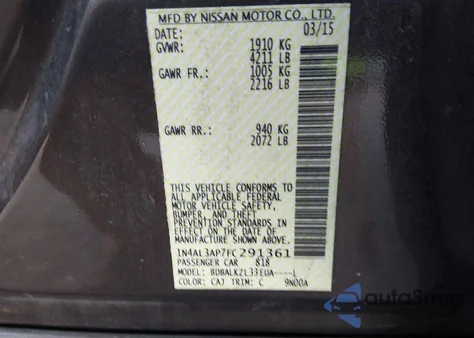 MFD BY NISSAN MOTOR CO., LTD.
DATE: 03/15
GVWR: 1910 KG
4211 LB
GAWR FR.: 1005 KG
2216 LB
GAWR RR.: 940 KG
2072 LB
THIS VEHICLE CONFORMS TO
ALL APPLICABLE FEDERAL
MOTOR VEHICLE SAFETY,
BUMPER, AND THEFT
PREVENTION STANDARDS IN
EFFECT ON THE DATE OF
MANUFACTURE SHOWN ABOVE.
1N4AL3AP7FC291361
PASSENGER CAR 818
MODEL: BDBALKZL33EUA----L
COLOR: CAJ TRIM: C 9N00A
autaShop